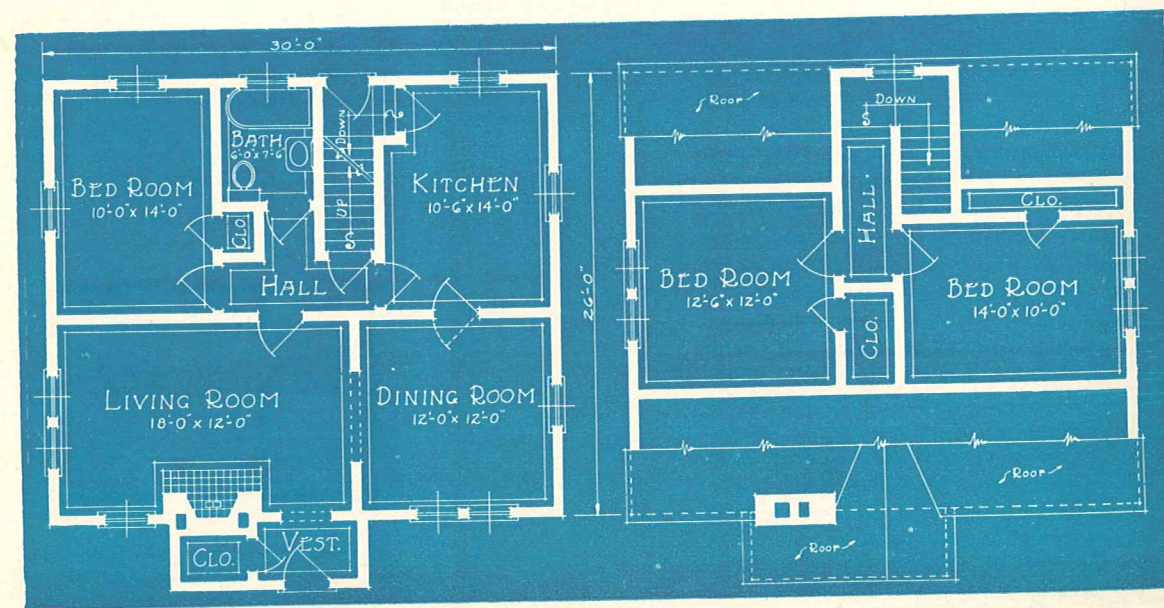 30'-0"
BATH
6'-0"x7'-6"
DOWN
BED ROOM
10'-0"x14'-0"
KITCHEN
10'-6"x14'-0"
CLO.
UP
HALL
26'-0"
LIVING ROOM
18'-0"x12'-0"
DINING ROOM
12'-0"x12'-0"
CLO.
VEST.
ROOF
DOWN
ROOF
CLO.
HALL
BED ROOM
12'-6"x12'-0"
BED ROOM
14'-0"x10'-0"
CLO.
ROOF
ROOF